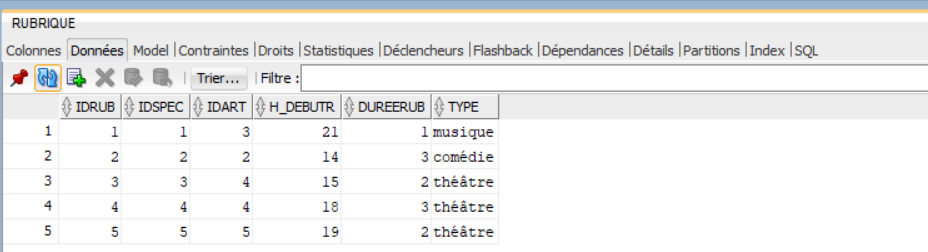 RUBRIQUE
Colonnes Données Model |Contraintes |Droits |Statistiques |Déclencheurs |Flashback |Dépendances |Détails |Partitions |Index |SQL
Trier... | Filtre :
IDRUB IDSPEC IDART H_DEBUTR DUREERUB TYPE
1 1 1 3 21 1 musique
2 2 2 2 14 3 comédie
3 3 3 4 15 2 théâtre
4 4 4 4 18 3 théâtre
5 5 5 5 19 2 théâtre